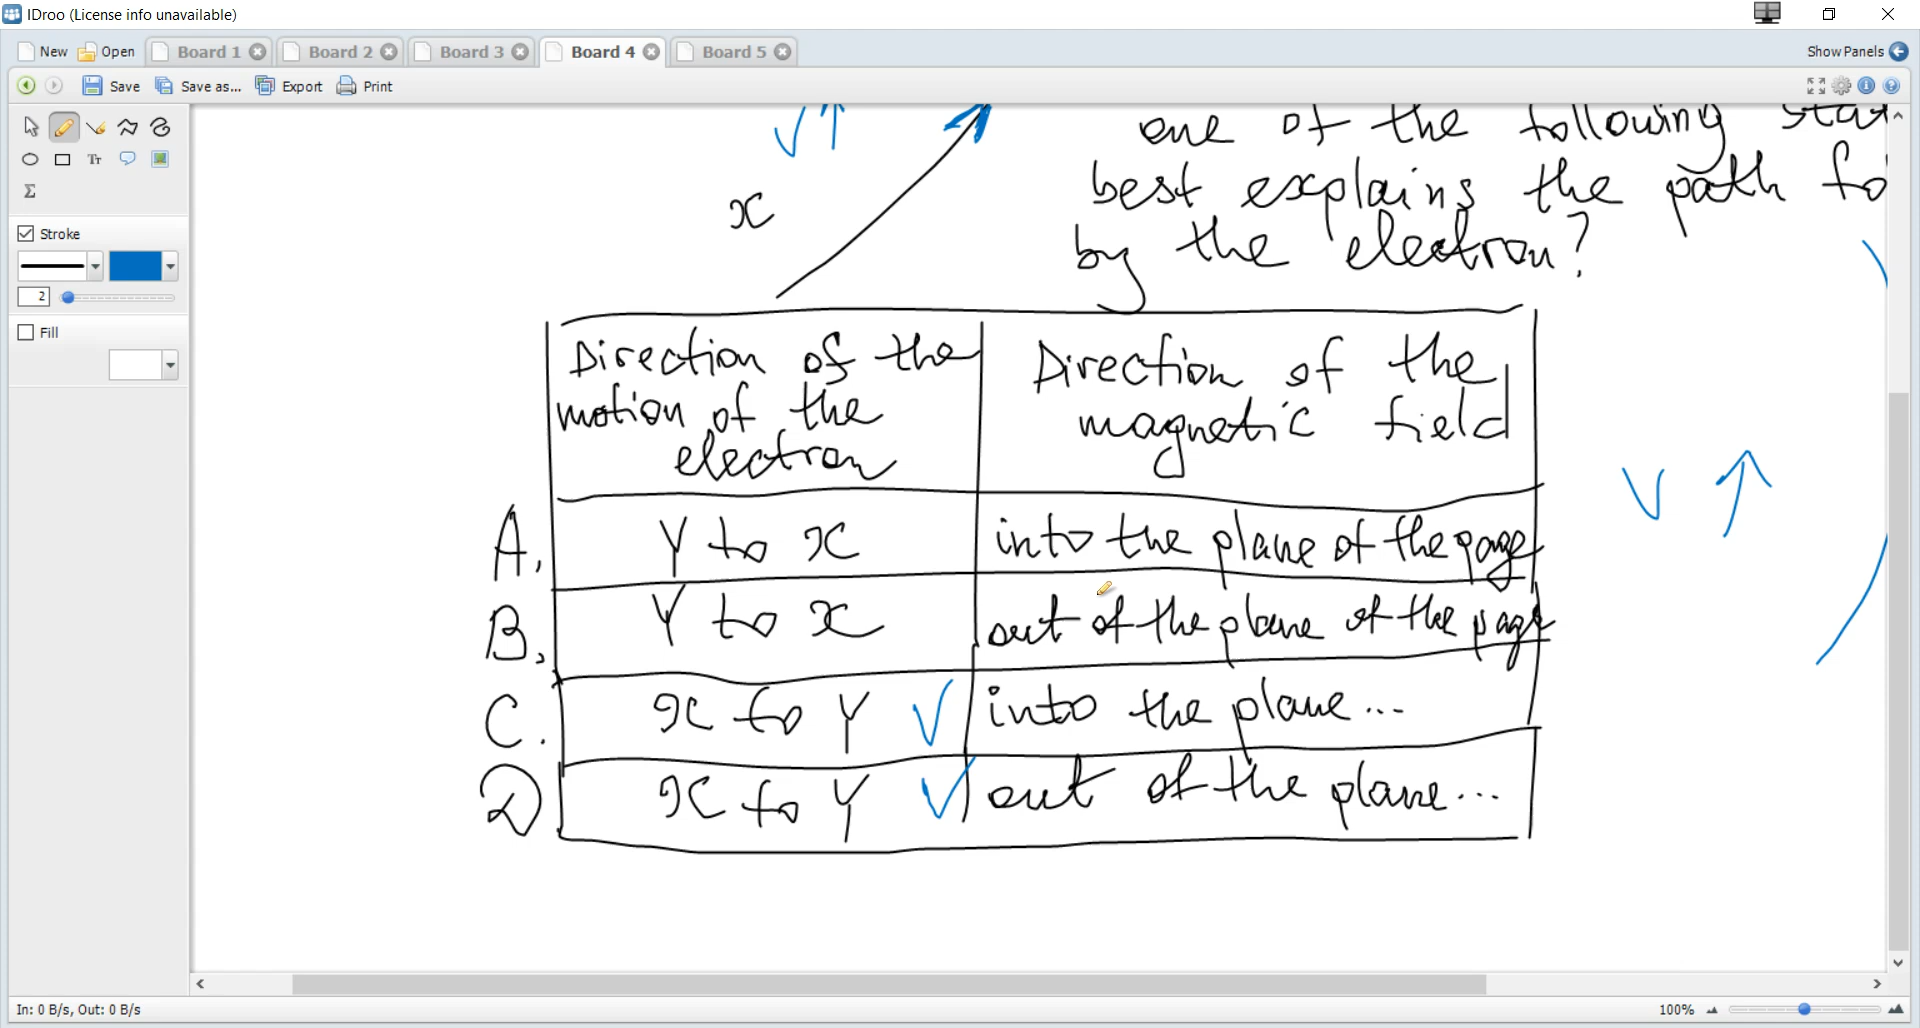 IDroo (License info unavailable)
New Open Board 1 Board 2 Board 3 Board 4 Board 5 Show Panels
Save Save as... Export Print
Tт
Σ
Stroke
2
Fill
V↑
x
one of the following
best explains the path
by the electron?
Direction of the
motion of the
electron
Direction of the
magnetic field
V ↑
A. Y to x into the plane of the page
B. Y to x out of the plane of the page
C. x to Y into the plane...
D x to Y out of the plane...
In: 0 B/s, Out: 0 B/s 100%